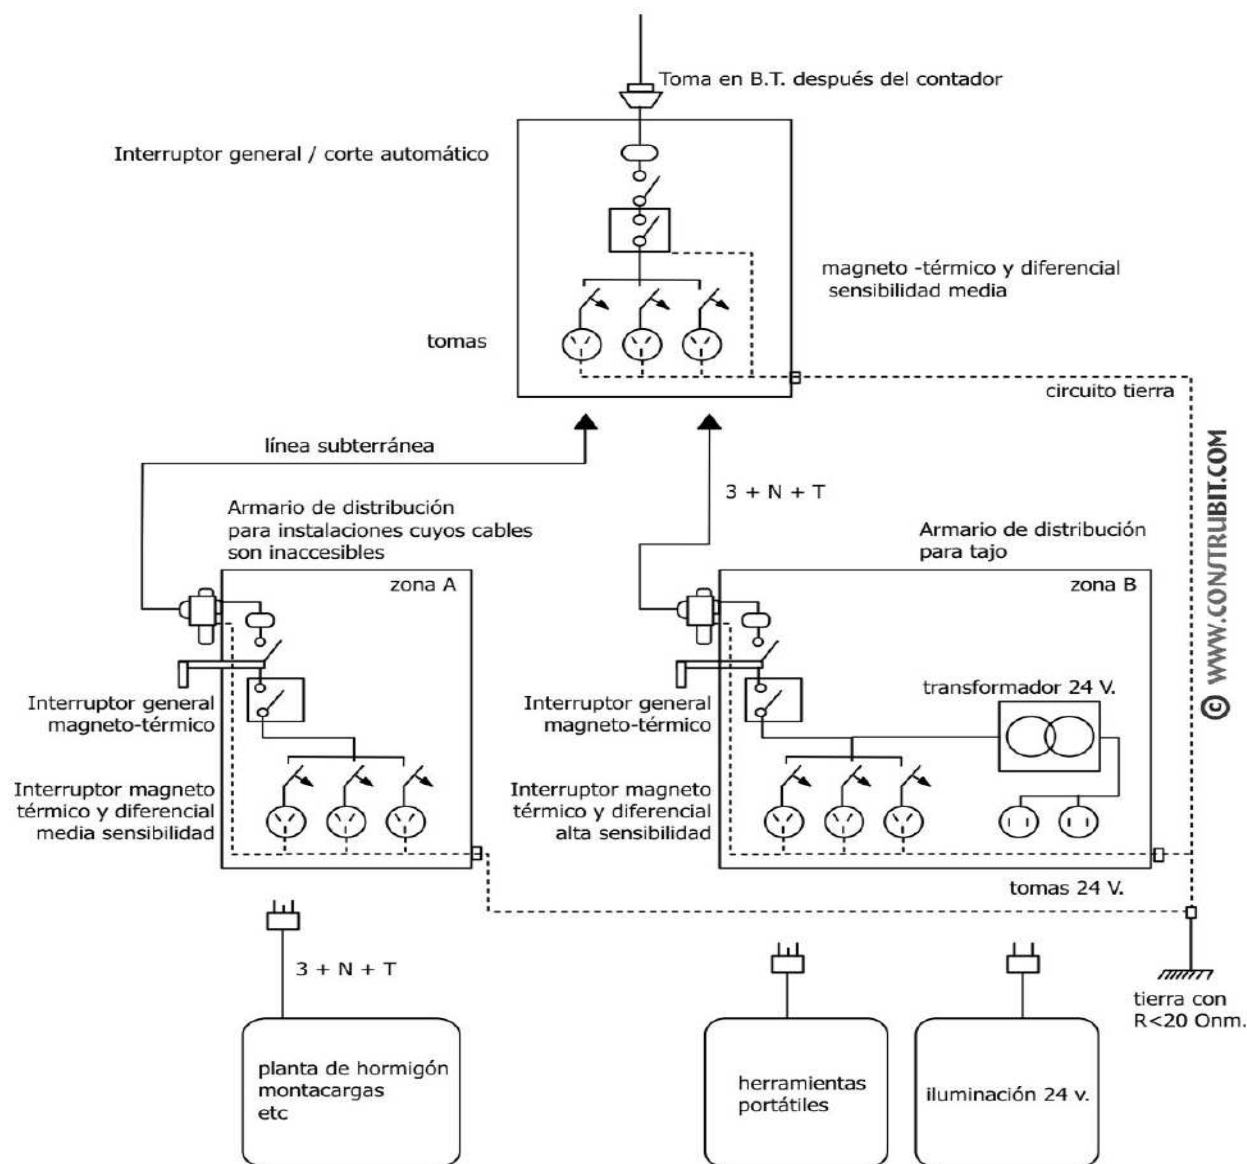 Toma en B.T. después del contador
Interruptor general / corte automático
magneto -térmico y diferencial
sensibilidad media
tomas
circuito tierra
línea subterránea
3 + N + T
Armario de distribución
para instalaciones cuyos cables
son inaccesibles
Armario de distribución
para tajo
zona A
zona B
Interruptor general
magneto-térmico
Interruptor general
magneto-térmico
transformador 24 V.
Interruptor magneto
térmico y diferencial
media sensibilidad
Interruptor magneto
térmico y diferencial
alta sensibilidad
tomas 24 V.
3 + N + T
tierra con
R<20 Onm.
planta de hormigón
montacargas
etc
herramientas
portátiles
iluminación 24 v.
© WWW.CONSTRUBIT.COM